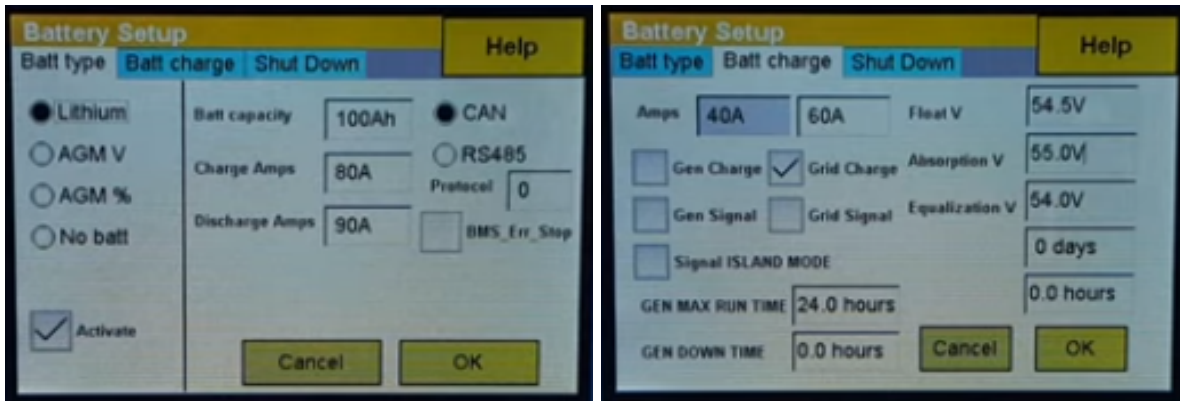 Battery Setup
Help
Batt type Batt charge Shut Down
Lithium
AGM V
AGM %
No batt
Activate
Batt capacity 100Ah
Charge Amps 80A
Discharge Amps 90A
CAN
RS485
Protocol 0
BMS_Err_Stop
Cancel OK
Battery Setup
Help
Batt type Batt charge Shut Down
Amps 40A 60A
Gen Charge Grid Charge
Gen Signal Grid Signal
Signal ISLAND MODE
GEN MAX RUN TIME 24.0 hours
GEN DOWN TIME 0.0 hours
Float V 54.5V
Absorption V 55.0V
Equalization V 54.0V
0 days
0.0 hours
Cancel OK